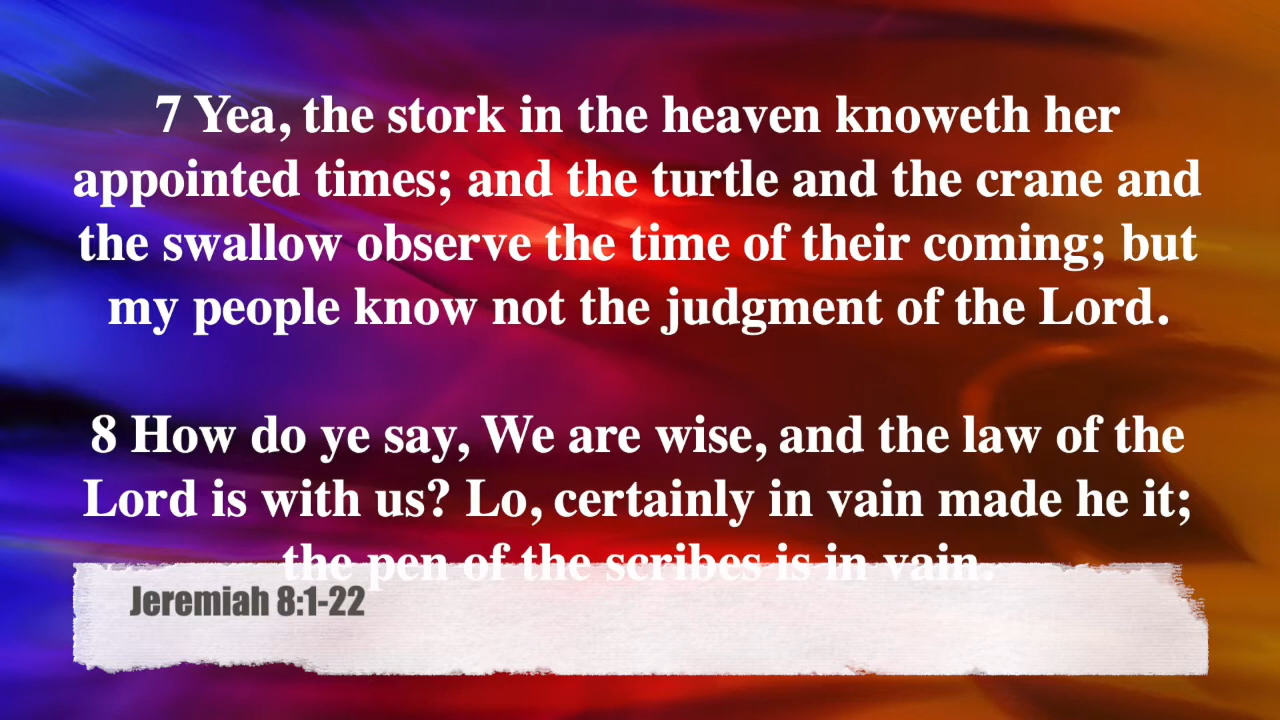 7 Yea, the stork in the heaven knoweth her
appointed times; and the turtle and the crane and
the swallow observe the time of their coming; but
my people know not the judgment of the Lord.
8 How do ye say, We are wise, and the law of the
Lord is with us? Lo, certainly in vain made he it;
the pen of the scribes is in vain.
Jeremiah 8:1-22